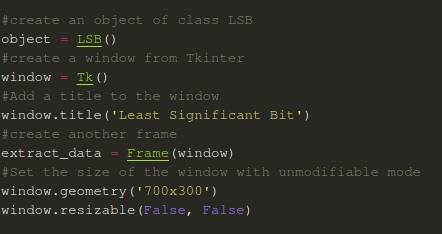 #create an object of class LSB
object = LSB()
#create a window from Tkinter
window = Tk()
#Add a title to the window
window.title('Least Significant Bit')
#create another frame
extract_data = Frame(window)
#Set the size of the window with unmodifiable mode
window.geometry('700x300')
window.resizable(False, False)